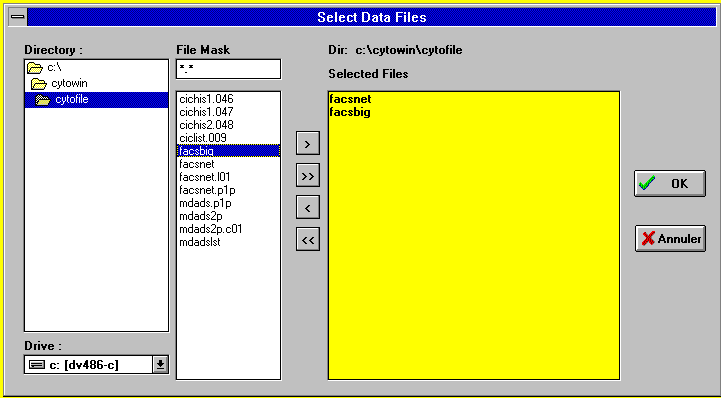 Select Data Files
Directory :
c:\
cytowin
cytofile
Drive :
c: [dv486-c]
File Mask
*.*
cichis1.046
cichis1.047
cichis2.048
ciclist.009
facsbig
facsnet
facsnet.l01
facsnet.p1p
mdads.p1p
mdads2p
mdads2p.c01
mdadslst
>
>>
<
<<
Dir: c:\cytowin\cytofile
Selected Files
facsnet
facsbig
OK
Annuler